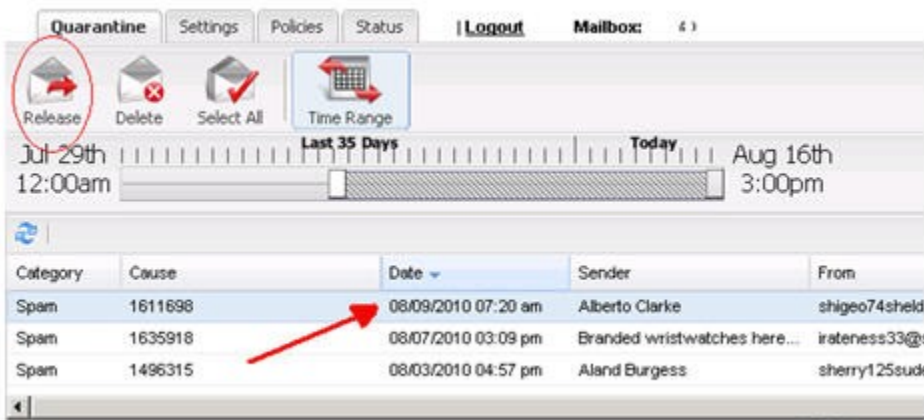 Quarantine Settings Policies Status | Logout Mailbox:
Release Delete Select All Time Range
Last 35 Days Today
Jul 29th Aug 16th
12:00am 3:00pm
Category Cause Date Sender From
Spam 1611698 08/09/2010 07:20 am Alberto Clarke shigeo74sheld
Spam 1635918 08/07/2010 03:09 pm Branded wristwatches here... irateness33@
Spam 1496315 08/03/2010 04:57 pm Aland Burgess sherry125sud